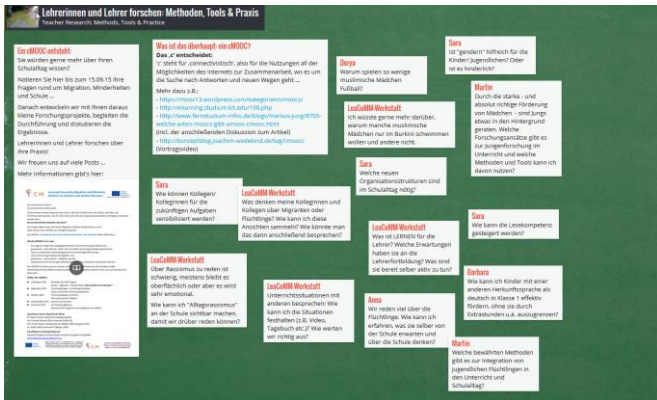 Lehrerinnen und Lehrer forschen: Methoden, Tools & Praxis
Teacher Research: Methods, Tools & Practice
Ein cMOOC entsteht:
Sie würden gerne mehr über Ihren
Schulalltag wissen?
Notieren Sie hier bis zum 15.09.15 Ihre
Fragen rund um Migration, Minderheiten
und Schule ...
Danach entwickeln wir mit Ihnen daraus
kleine Forschungsprojekte, begleiten die
Durchführung und diskutieren die
Ergebnisse.
Lehrerinnen und Lehrer forschen über
ihre Praxis!
Wir freuen uns auf viele Posts ...
Mehr Informationen gibt's hier:
Was ist das überhaupt: ein cMOOC?
Das ,c' entscheidet:
'c' steht für ,connectivistisch': also für die Nutzungen all der
Möglichkeiten des Internets zur Zusammenarbeit, wo es um
die Suche nach Antworten und neuen Wegen geht ...
Mehr dazu z.B.:
- https://mooc13.wordpress.com/kategorien/cmoocs/
- http://elearning.studium.kit.edu/198.php
- http://www.fernstudium-infos.de/blogs/markus-jung/8705-
welche-arten-moocs-gibt-xmooc-cmooc.html
(incl. der anschließenden Diskussion zum Artikel)
- http://konzeptblog.joachim-wedekind.de/tag/cmooc/
(Vortragsvideo)
Derya
Warum spielen so wenige
muslimische Mädchen
Fußball?
Sara
Ist "gendern" hilfreich für die
Kinder/ Jugendlichen? Oder
ist es hinderlich?
LeaCoMM-Werkstatt
Ich wüsste gerne mehr darüber,
warum manche muslimische
Mädchen nur im Burkini schwimmen
wollen und andere nicht.
Martin
Durch die starke - und
absolut richtige Förderung
von Mädchen - sind Jungs
etwas in den Hintergrund
geraten. Welche
Forschungsansätze gibt es
zur Jungenforschung im
Unterricht und welche
Methoden und Tools kann ich
davon nutzen?
Sara
Welche neuen
Organisationsstrukturen sind
im Schulalltag nötig?
Sara
Wie können Kollegen/
Kolleginnen für die
zukünftigen Aufgaben
sensibilisiert werden?
LeaCoMM-Werkstatt
Was denken meine Kolleginnen und
Kollegen über Migranten oder
Flüchtlinge? Wie kann ich diese
Ansichten sammeln? Wie könnte man
das dann anschließend besprechen?
Sara
Wie kann die Lesekompetenz
gesteigert werden?
LeaCoMM-Werkstatt
Was ist LERNEN für die
Lehrer? Welche Erwartungen
haben sie an die
Lehrerfortbildung? Was sind
sie bereit selber aktiv zu tun?
LeaCoMM-Werkstatt
Über Rassismus zu reden ist
schwierig, meistens bleibt es
oberflächlich oder aber es wird
sehr emotional.
Wie kann ich "Alltagsrassismus"
an der Schule sichtbar machen,
damit wir drüber reden können?
LeaCoMM-Werkstatt
Unterrichtssituationen mit
anderen besprechen: Wie
kann ich die Situationen
festhalten (z.B. Video,
Tagebuch etc.)? Wie werten
wir richtig aus?
Barbara
Wie kann ich Kinder mit einer
anderen Herkunftssprache als
deutsch in Klasse 1 effektiv
fördern, ohne sie durch
Extrastunden u.ä. auszugrenzen?
Anna
Wir reden viel über die
Flüchtlinge. Wie kann ich
erfahren, was sie selber von
der Schule erwarten und
über die Schule denken?
Martin
Welche bewährten Methoden
gibt es zur Integration von
jugendlichen Flüchtlingen in
den Unterricht und
Schulalltag?